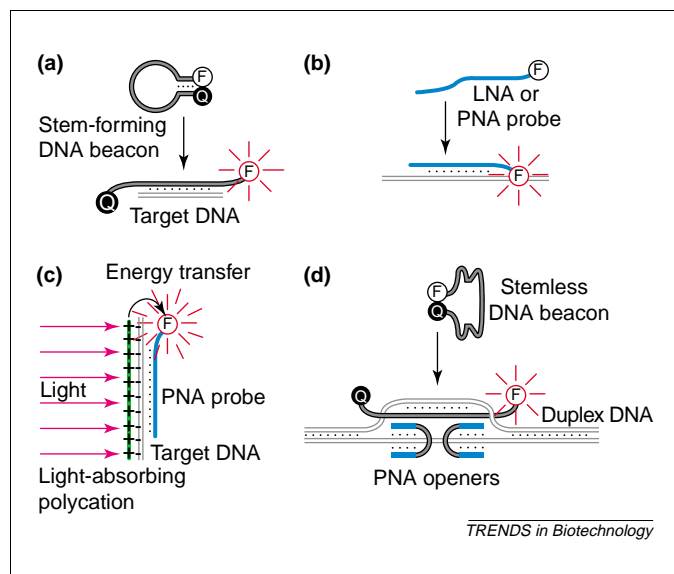 (a)
F
Q
Stem-forming
DNA beacon
F
Q
Target DNA
(b)
F
LNA or
PNA probe
F
(c)
Energy transfer
F
Light
PNA probe
Target DNA
Light-absorbing
polycation
(d)
F
Q
Stemless
DNA beacon
Q
F
Duplex DNA
PNA openers
TRENDS in Biotechnology